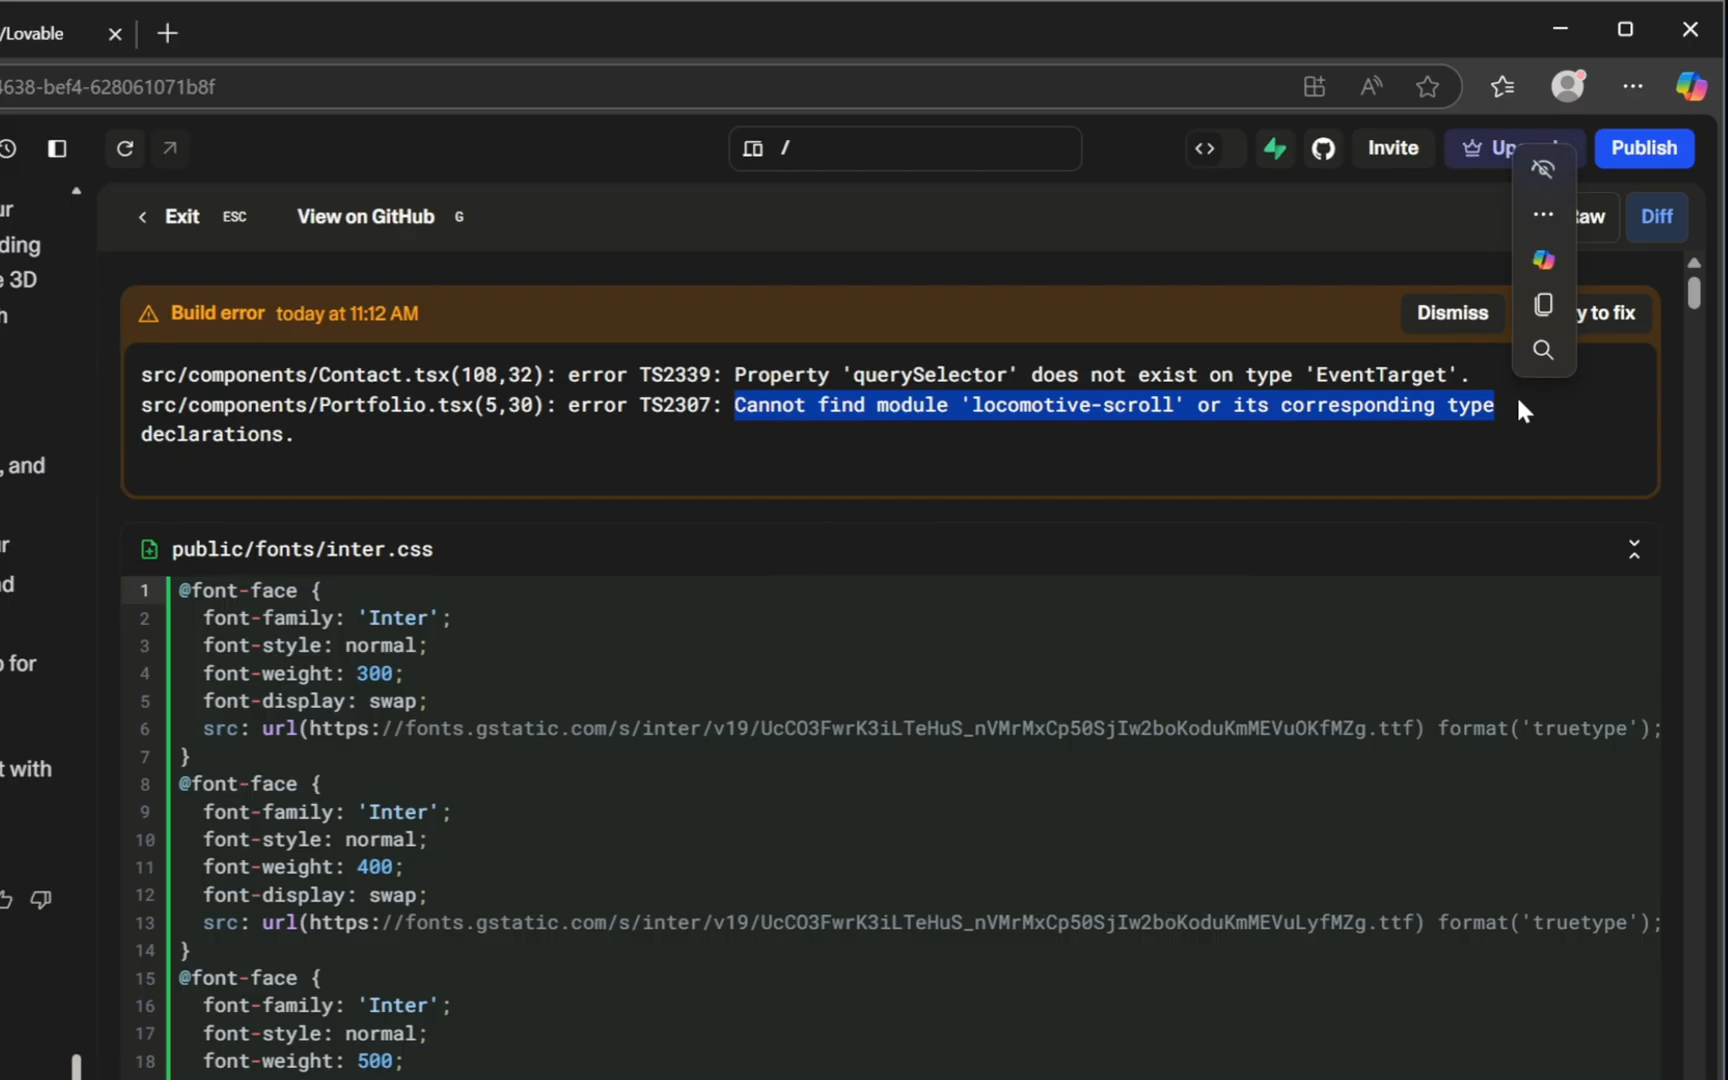 /Lovable
4638-bef4-628061071b8f
/
Invite
Publish
Exit ESC View on GitHub G
Diff
ding
3D
Build error today at 11:12 AM
Dismiss
y to fix
src/components/Contact.tsx(108,32): error TS2339: Property 'querySelector' does not exist on type 'EventTarget'.
src/components/Portfolio.tsx(5,30): error TS2307: Cannot find module 'locomotive-scroll' or its corresponding type
declarations.
, and
for
t with
public/fonts/inter.css
1 @font-face {
2 font-family: 'Inter';
3 font-style: normal;
4 font-weight: 300;
5 font-display: swap;
6 src: url(https://fonts.gstatic.com/s/inter/v19/UcCO3FwrK3iLTeHuS_nVMrMxCp50SjIw2boKoduKmMEVuOKfMZg.ttf) format('truetype');
7 }
8 @font-face {
9 font-family: 'Inter';
10 font-style: normal;
11 font-weight: 400;
12 font-display: swap;
13 src: url(https://fonts.gstatic.com/s/inter/v19/UcCO3FwrK3iLTeHuS_nVMrMxCp50SjIw2boKoduKmMEVuLyfMZg.ttf) format('truetype');
14 }
15 @font-face {
16 font-family: 'Inter';
17 font-style: normal;
18 font-weight: 500;